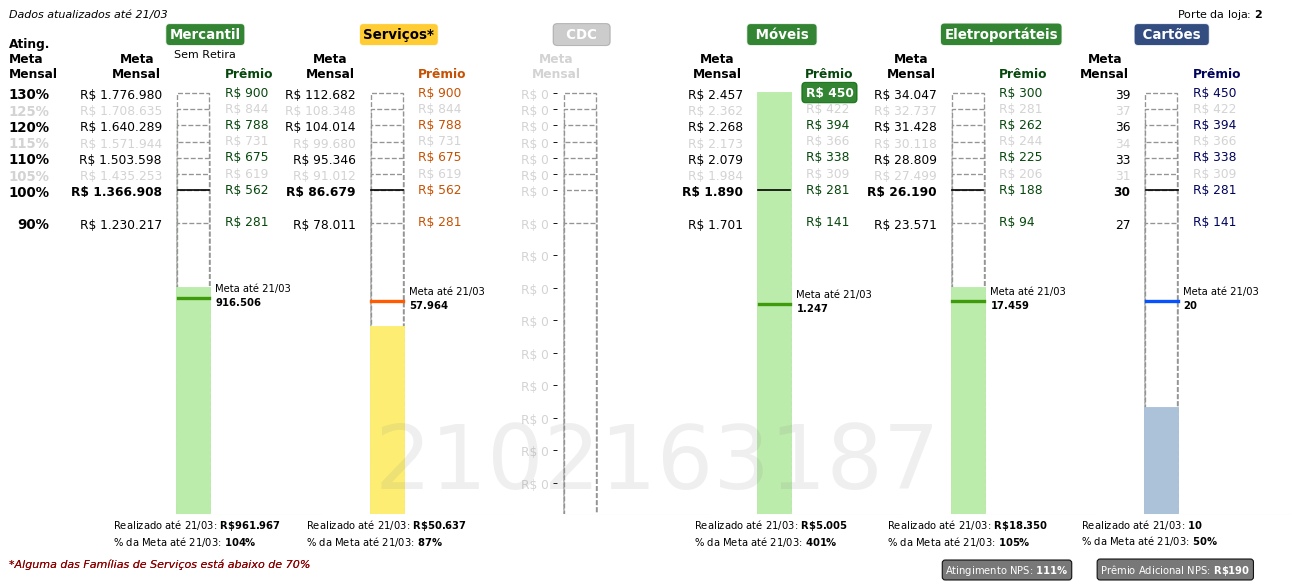 Dados atualizados até 21/03
Porte da loja: 2
Mercantil Serviços* CDC Móveis Eletroportáteis Cartões
Sem Retira
Ating. Meta Mensal
Meta Mensal Prêmio Meta Mensal Prêmio Meta Mensal Meta Mensal Prêmio Meta Mensal Prêmio Meta Mensal Prêmio
130% R$ 1.776.980 R$ 900 R$ 112.682 R$ 900 R$ 0 R$ 2.457 R$ 450 R$ 34.047 R$ 300 39 R$ 450
125% R$ 1.708.635 R$ 844 R$ 108.348 R$ 844 R$ 0 R$ 2.362 R$ 422 R$ 32.737 R$ 281 37 R$ 422
120% R$ 1.640.289 R$ 788 R$ 104.014 R$ 788 R$ 0 R$ 2.268 R$ 394 R$ 31.428 R$ 262 36 R$ 394
115% R$ 1.571.944 R$ 731 R$ 99.680 R$ 731 R$ 0 R$ 2.173 R$ 366 R$ 30.118 R$ 244 34 R$ 366
110% R$ 1.503.598 R$ 675 R$ 95.346 R$ 675 R$ 0 R$ 2.079 R$ 338 R$ 28.809 R$ 225 33 R$ 338
105% R$ 1.435.253 R$ 619 R$ 91.012 R$ 619 R$ 0 R$ 1.984 R$ 309 R$ 27.499 R$ 206 31 R$ 309
100% R$ 1.366.908 R$ 562 R$ 86.679 R$ 562 R$ 0 R$ 1.890 R$ 281 R$ 26.190 R$ 188 30 R$ 281
90% R$ 1.230.217 R$ 281 R$ 78.011 R$ 281 R$ 0 R$ 1.701 R$ 141 R$ 23.571 R$ 94 27 R$ 141
R$ 0
R$ 0
R$ 0
R$ 0
R$ 0
R$ 0
R$ 0
R$ 0
Meta até 21/03 Meta até 21/03 Meta até 21/03 Meta até 21/03 Meta até 21/03
916.506 57.964 1.247 17.459 20
2102163187
Realizado até 21/03: R$961.967 Realizado até 21/03: R$50.637 Realizado até 21/03: R$5.005 Realizado até 21/03: R$18.350 Realizado até 21/03: 10
% da Meta até 21/03: 104% % da Meta até 21/03: 87% % da Meta até 21/03: 401% % da Meta até 21/03: 105% % da Meta até 21/03: 50%
*Alguma das Famílias de Serviços está abaixo de 70%
Atingimento NPS: 111% Prêmio Adicional NPS: R$190